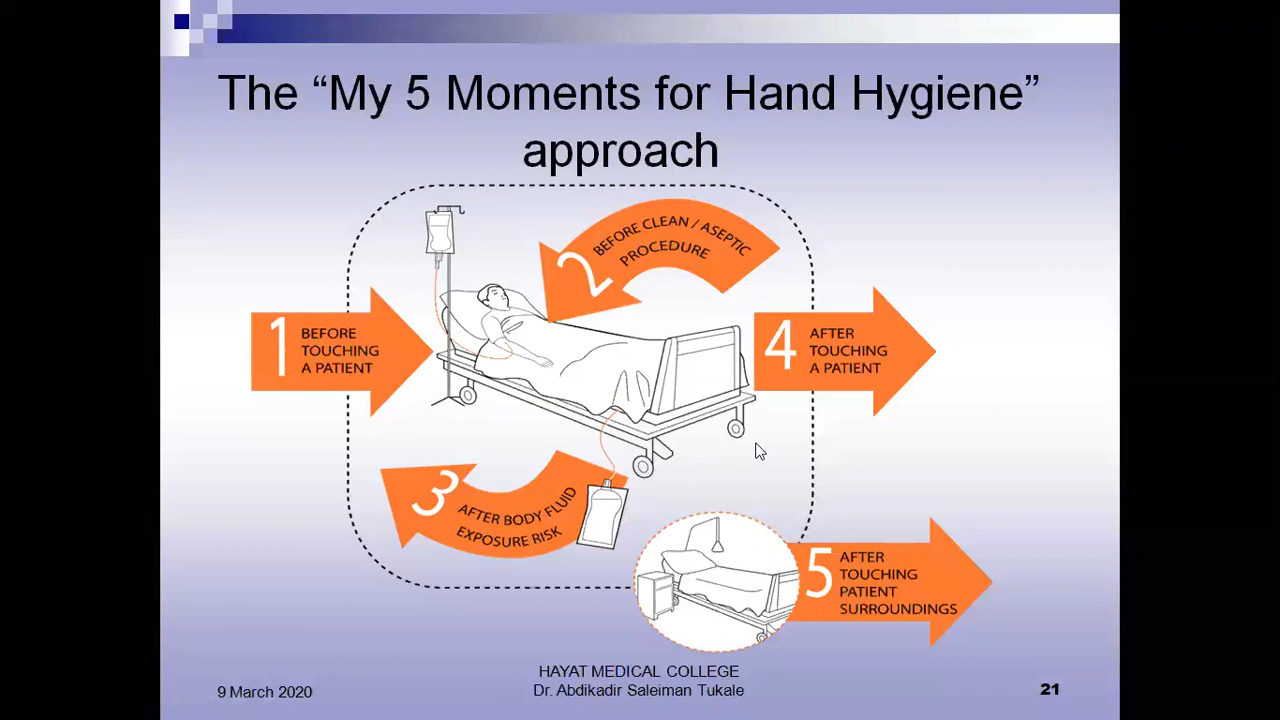 The “My 5 Moments for Hand Hygiene”
approach
1
BEFORE
TOUCHING
A PATIENT
2
BEFORE CLEAN / ASEPTIC
PROCEDURE
3
AFTER BODY FLUID
EXPOSURE RISK
4
AFTER
TOUCHING
A PATIENT
5
AFTER
TOUCHING
PATIENT
SURROUNDINGS
9 March 2020
HAYAT MEDICAL COLLEGE
Dr. Abdikadir Saleiman Tukale
21